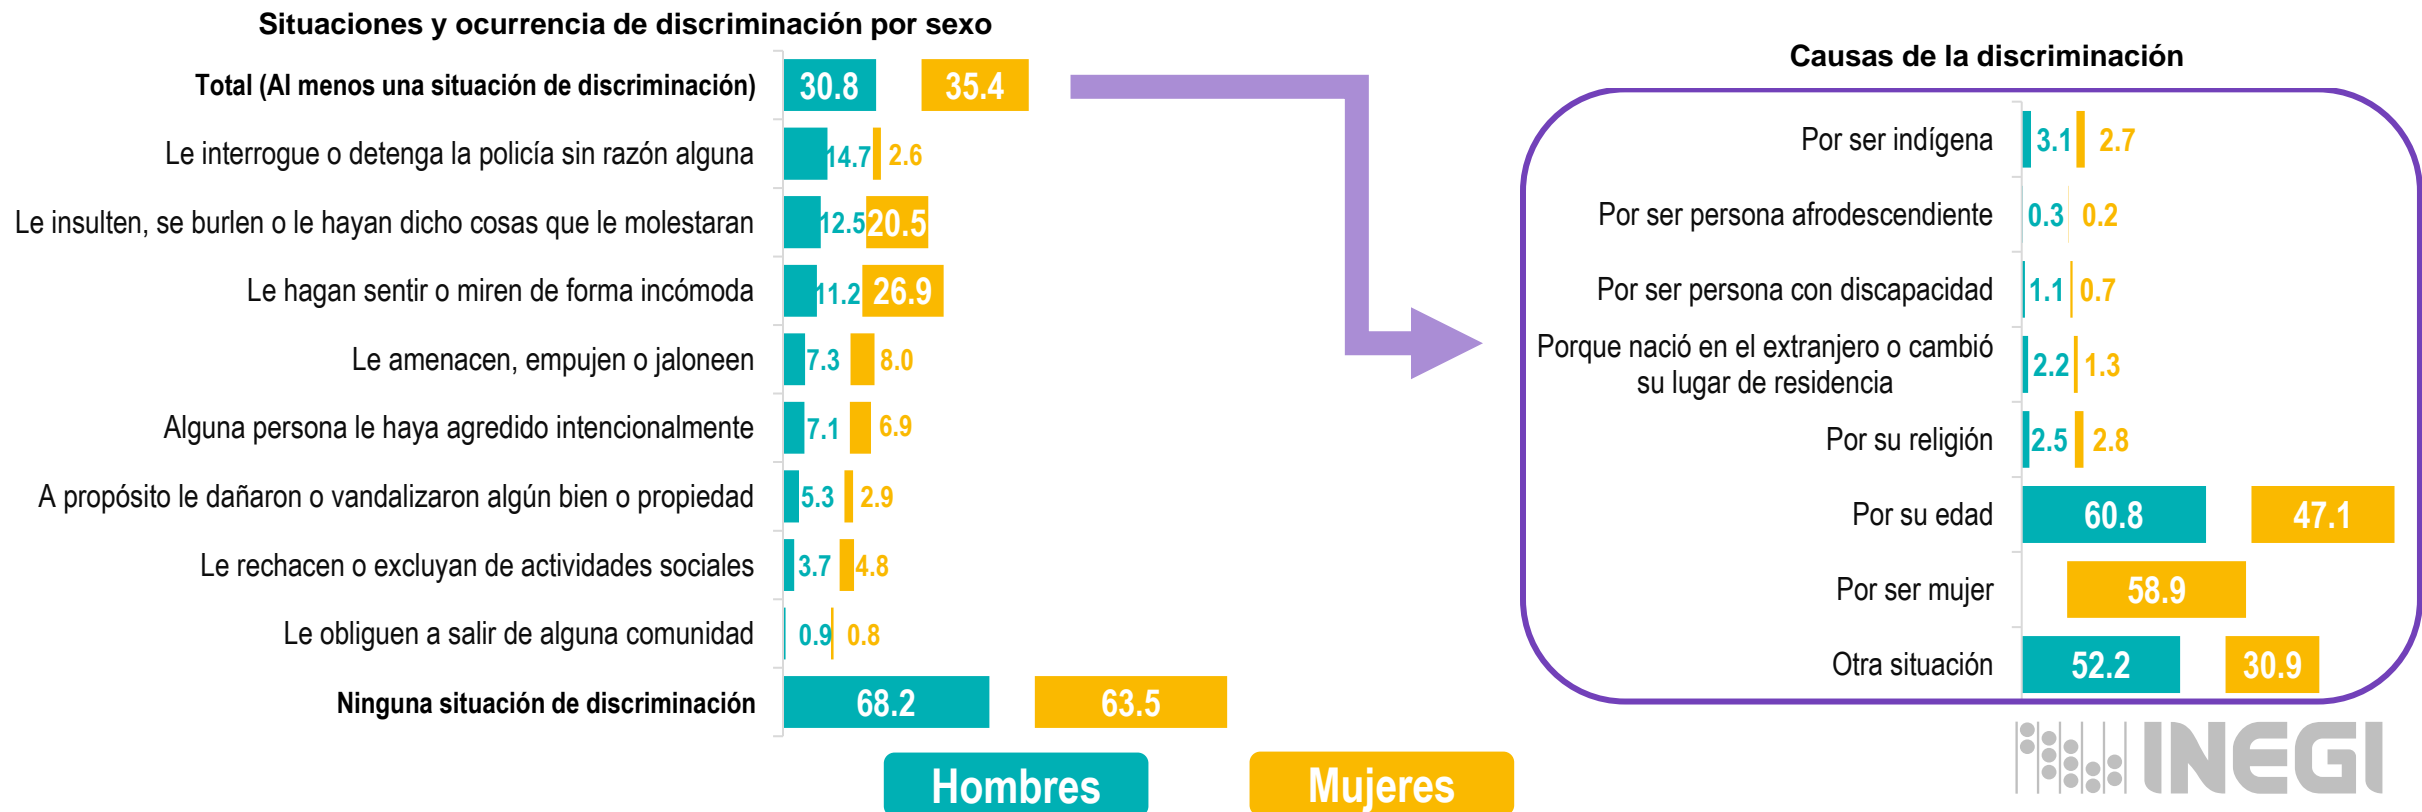 Situaciones y ocurrencia de discriminación por sexo
Total (Al menos una situación de discriminación) 30.8 35.4
Le interrogue o detenga la policía sin razón alguna 14.7 2.6
Le insulten, se burlen o le hayan dicho cosas que le molestaran 12.5 20.5
Le hagan sentir o miren de forma incómoda 11.2 26.9
Le amenacen, empujen o jaloneen 7.3 8.0
Alguna persona le haya agredido intencionalmente 7.1 6.9
A propósito le dañaron o vandalizaron algún bien o propiedad 5.3 2.9
Le rechacen o excluyan de actividades sociales 3.7 4.8
Le obliguen a salir de alguna comunidad 0.9 0.8
Ninguna situación de discriminación 68.2 63.5
Causas de la discriminación
Por ser indígena 3.1 2.7
Por ser persona afrodescendiente 0.3 0.2
Por ser persona con discapacidad 1.1 0.7
Porque nació en el extranjero o cambió
su lugar de residencia 2.2 1.3
Por su religión 2.5 2.8
Por su edad 60.8 47.1
Por ser mujer 58.9
Otra situación 52.2 30.9
Hombres Mujeres
INEGI